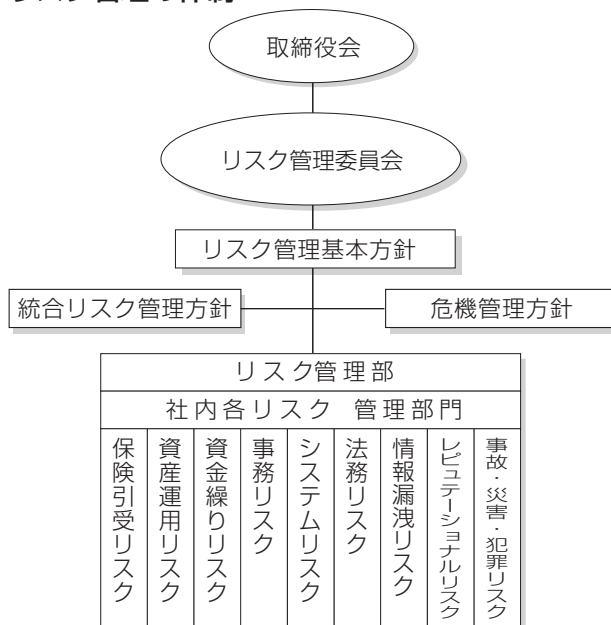 取締役会
リスク管理委員会
リスク管理基本方針
統合リスク管理方針
危機管理方針
リスク管理部
社内各リスク 管理部門
保険引受リスク
資産運用リスク
資金繰りリスク
事務リスク
システムリスク
法務リスク
情報漏洩リスク
レピュテーショナルリスク
事故・災害・犯罪リスク